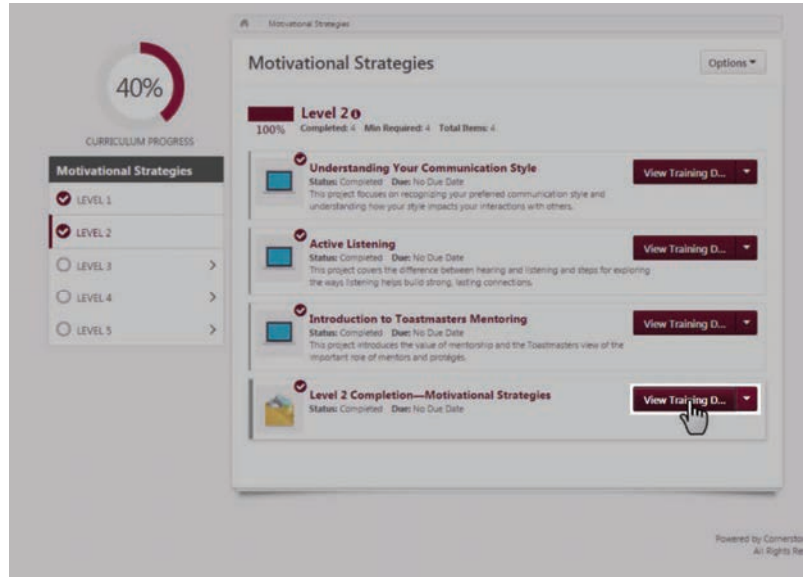 Motivational Strategies
40%
CURRICULUM PROGRESS
Motivational Strategies
LEVEL 1
LEVEL 2
LEVEL 3
LEVEL 4
LEVEL 5
Motivational Strategies
Options
Level 2
100% Completed: 4 Min Required: 4 Total Items: 4
Understanding Your Communication Style
Status: Completed Due: No Due Date
This project focuses on recognizing your preferred communication style and
understanding how your style impacts your interactions with others.
View Training D...
Active Listening
Status: Completed Due: No Due Date
This project covers the difference between hearing and listening and steps for exploring
the ways listening helps build strong, lasting connections.
View Training D...
Introduction to Toastmasters Mentoring
Status: Completed Due: No Due Date
This project introduces the value of mentorship and the Toastmasters view of the
important role of mentors and protégés.
View Training D...
Level 2 Completion—Motivational Strategies
Status: Completed Due: No Due Date
View Training D...
Powered by Cornersto
All Rights Re